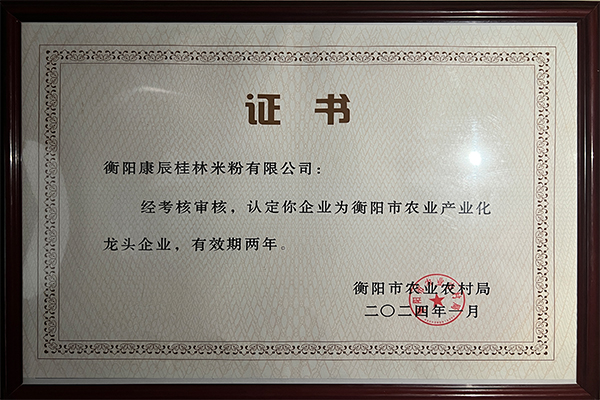 证书
衡阳康辰桂林米粉有限公司：
经考核审核，认定你企业为衡阳市农业产业化
龙头企业，有效期两年。
衡阳市农业农村局
二〇二四年一月